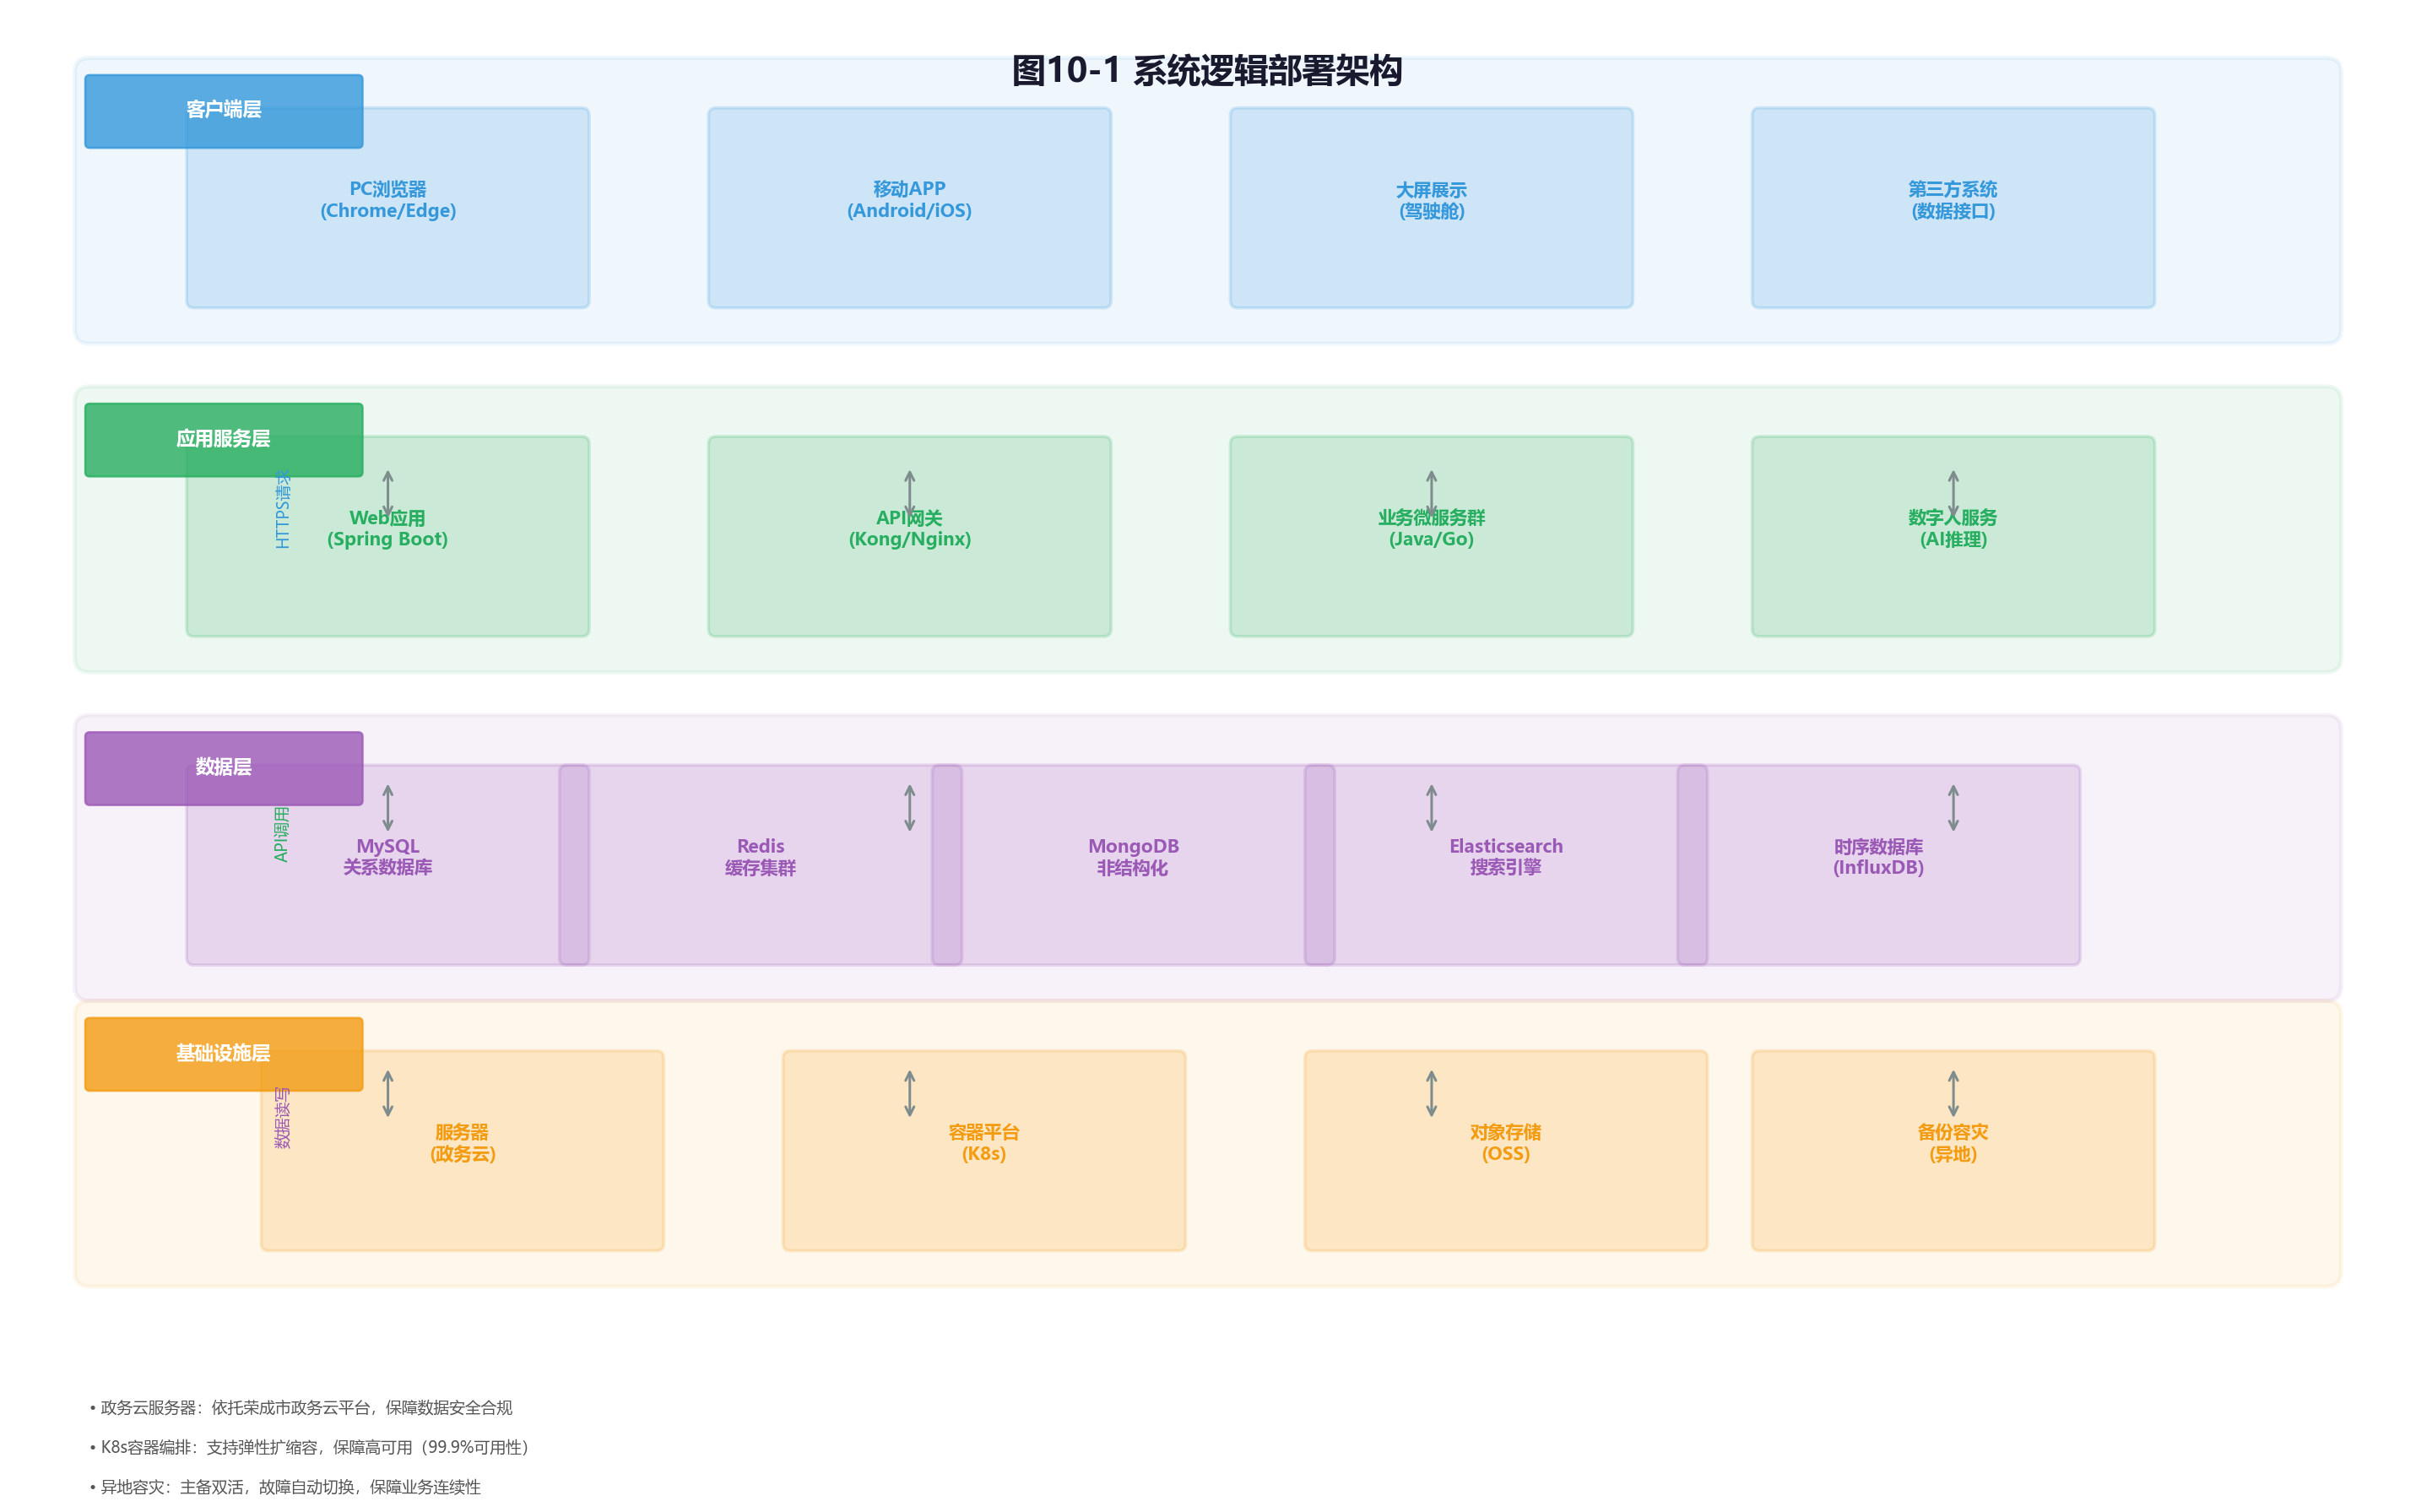 图10-1 系统逻辑部署架构
客户端层
PC浏览器
(Chrome/Edge)
移动APP
(Android/iOS)
大屏展示
(驾驶舱)
第三方系统
(数据接口)
应用服务层
HTTPS请求
Web应用
(Spring Boot)
API网关
(Kong/Nginx)
业务微服务群
(Java/Go)
数字人服务
(AI推理)
数据层
API调用
MySQL
关系数据库
Redis
缓存集群
MongoDB
非结构化
Elasticsearch
搜索引擎
时序数据库
(InfluxDB)
基础设施层
数据读写
服务器
(政务云)
容器平台
(K8s)
对象存储
(OSS)
备份容灾
(异地)
• 政务云服务器：依托荣成市政务云平台，保障数据安全合规
• K8s容器编排：支持弹性扩缩容，保障高可用（99.9%可用性）
• 异地容灾：主备双活，故障自动切换，保障业务连续性